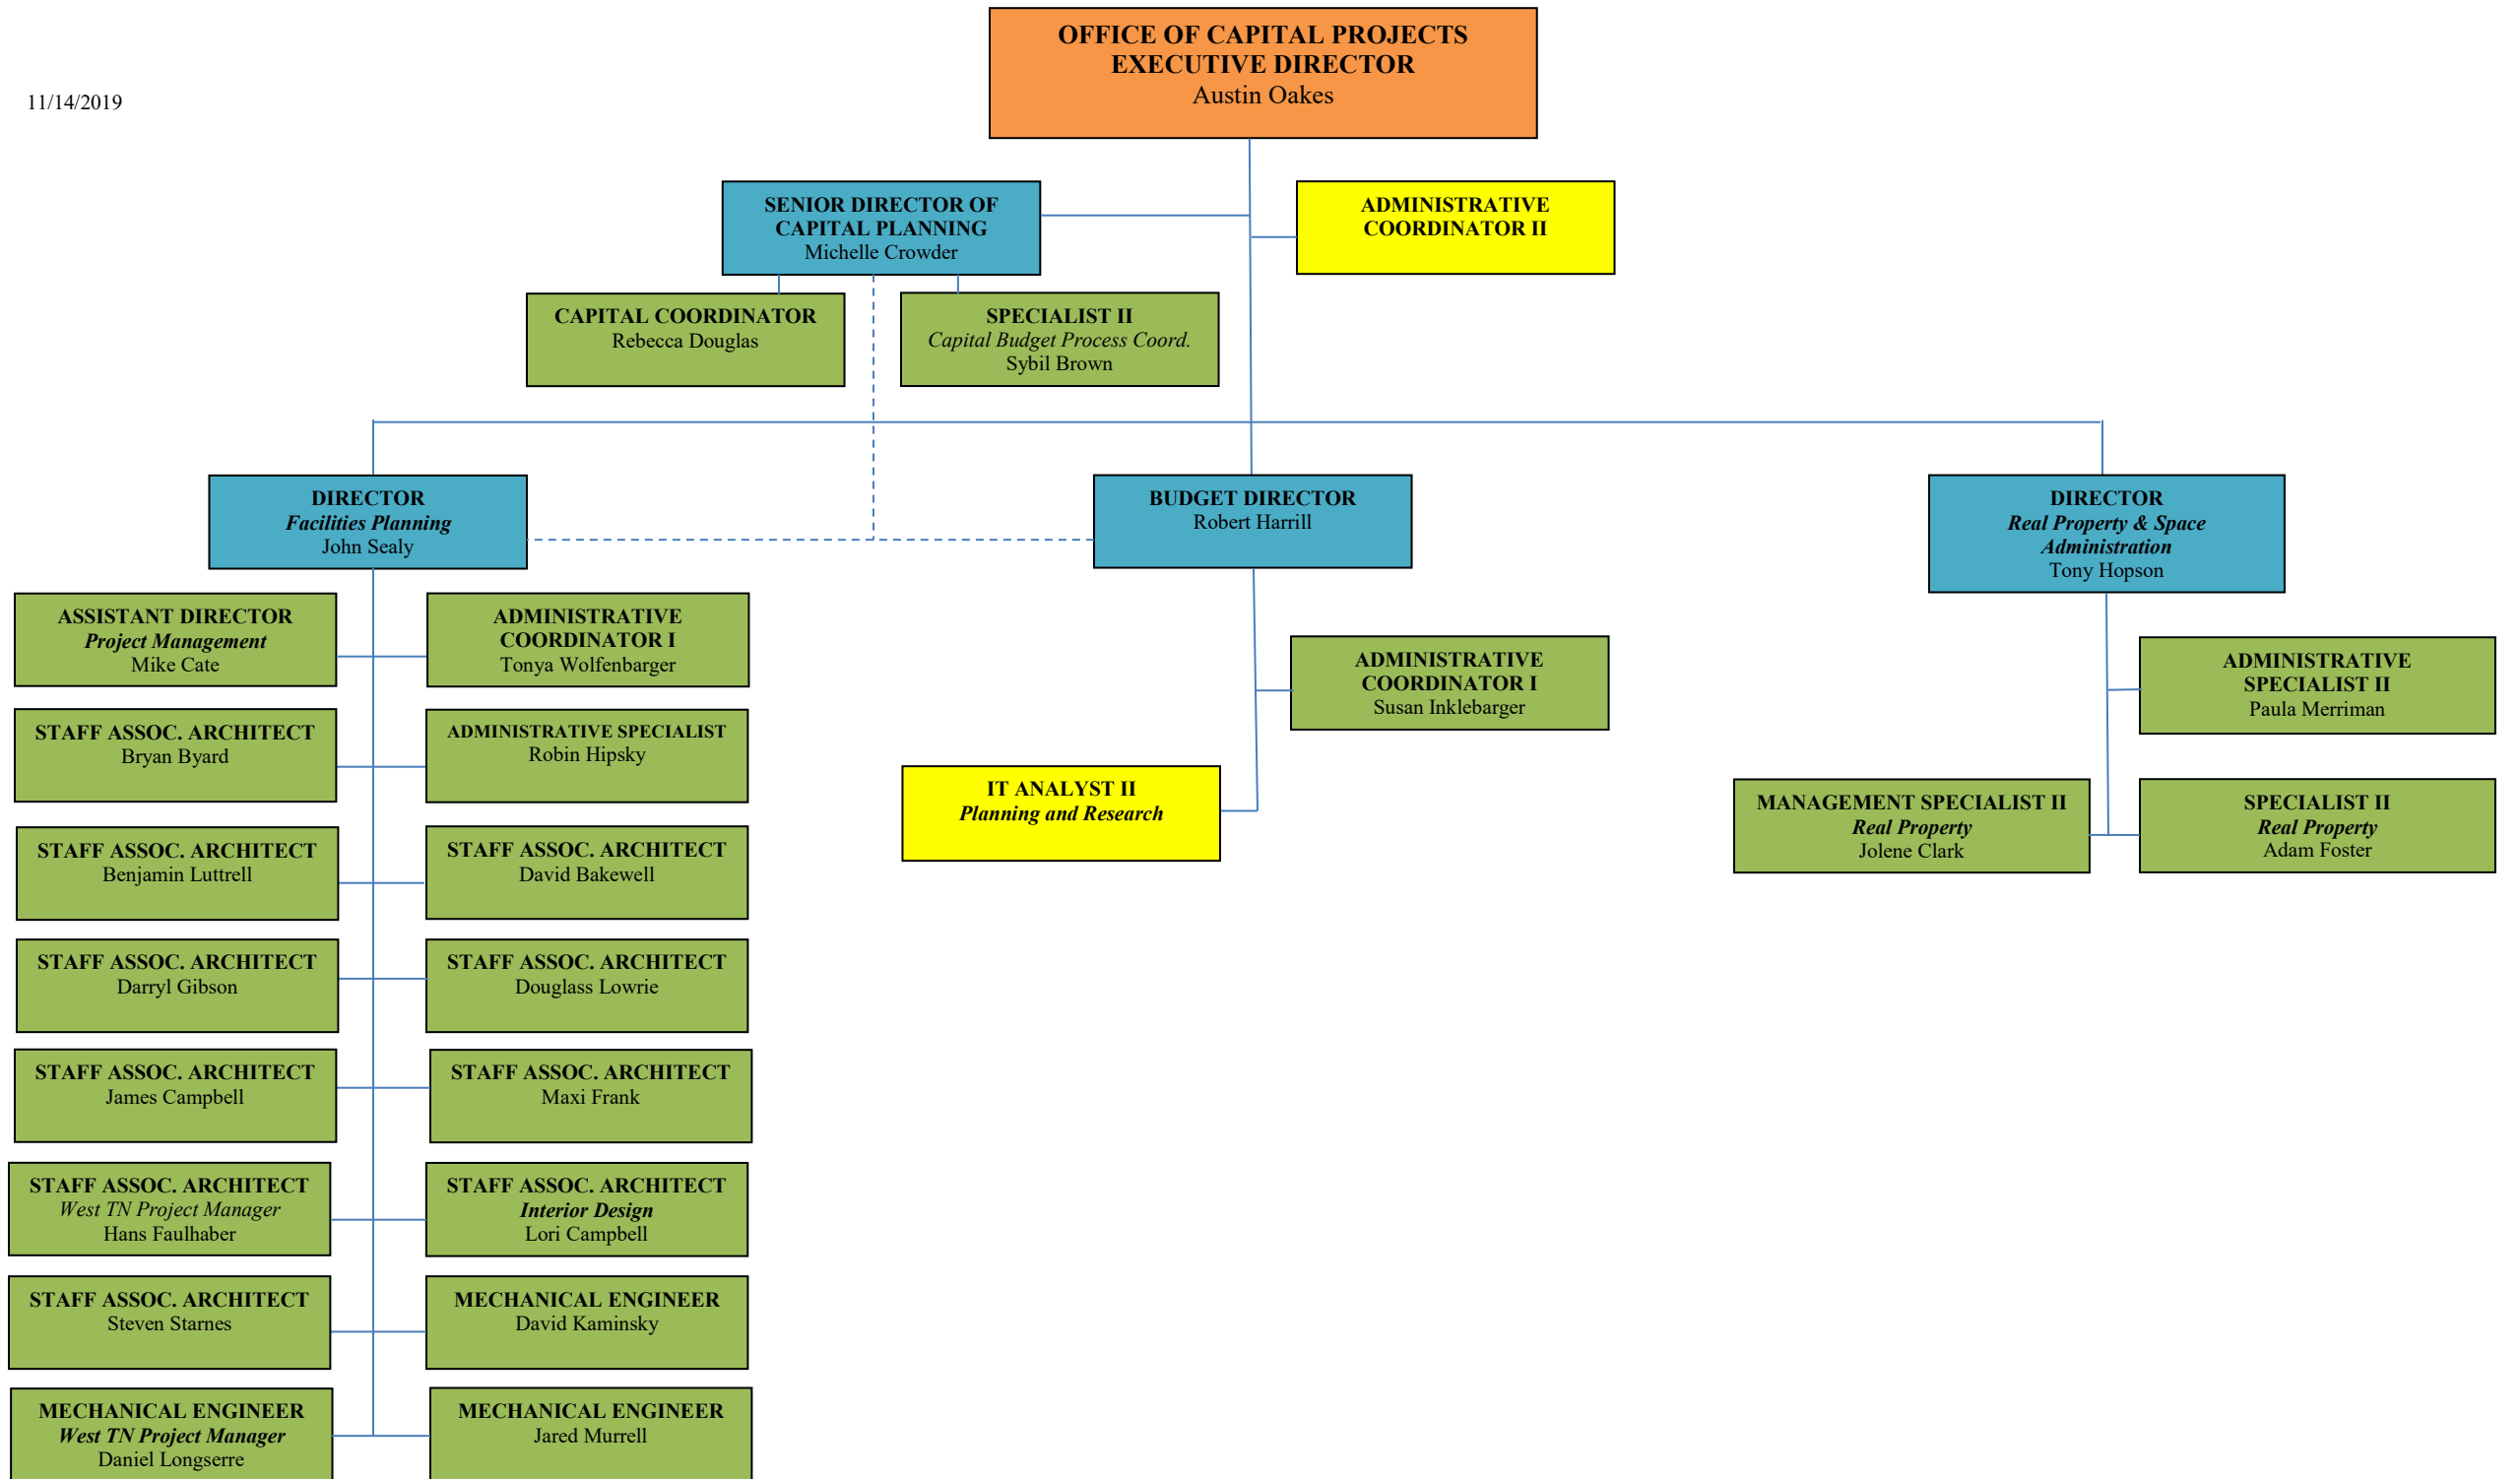 OFFICE OF CAPITAL PROJECTS
EXECUTIVE DIRECTOR
Austin Oakes
11/14/2019
SENIOR DIRECTOR OF
CAPITAL PLANNING
Michelle Crowder
ADMINISTRATIVE
COORDINATOR II
CAPITAL COORDINATOR
Rebecca Douglas
SPECIALIST II
Capital Budget Process Coord.
Sybil Brown
DIRECTOR
Facilities Planning
John Sealy
BUDGET DIRECTOR
Robert Harrill
DIRECTOR
Real Property & Space
Administration
Tony Hopson
ASSISTANT DIRECTOR
Project Management
Mike Cate
ADMINISTRATIVE
COORDINATOR I
Tonya Wolfenbarger
ADMINISTRATIVE
COORDINATOR I
Susan Inklebarger
ADMINISTRATIVE
SPECIALIST II
Paula Merriman
STAFF ASSOC. ARCHITECT
Bryan Byard
ADMINISTRATIVE SPECIALIST
Robin Hipsky
IT ANALYST II
Planning and Research
MANAGEMENT SPECIALIST II
Real Property
Jolene Clark
SPECIALIST II
Real Property
Adam Foster
STAFF ASSOC. ARCHITECT
Benjamin Luttrell
STAFF ASSOC. ARCHITECT
David Bakewell
STAFF ASSOC. ARCHITECT
Darryl Gibson
STAFF ASSOC. ARCHITECT
Douglass Lowrie
STAFF ASSOC. ARCHITECT
James Campbell
STAFF ASSOC. ARCHITECT
Maxi Frank
STAFF ASSOC. ARCHITECT
West TN Project Manager
Hans Faulhaber
STAFF ASSOC. ARCHITECT
Interior Design
Lori Campbell
STAFF ASSOC. ARCHITECT
Steven Starnes
MECHANICAL ENGINEER
David Kaminsky
MECHANICAL ENGINEER
West TN Project Manager
Daniel Longserre
MECHANICAL ENGINEER
Jared Murrell